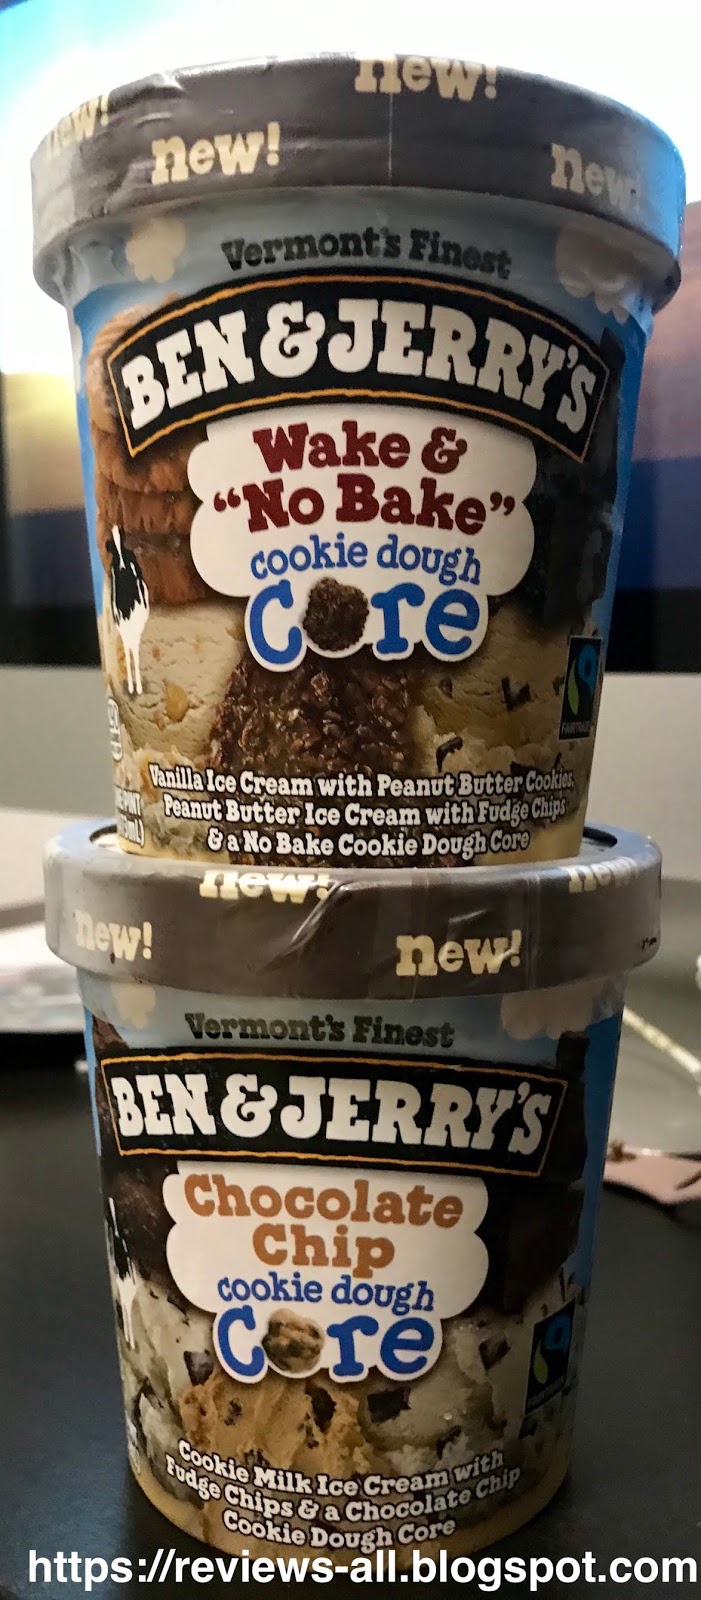 new!
new!
new!
new!
Vermont's Finest
BEN & JERRY'S
Wake &
"No Bake"
cookie dough
Core
FAIRTRADE
Vanilla Ice Cream with Peanut Butter Cookies,
Peanut Butter Ice Cream with Fudge Chips
& a No Bake Cookie Dough Core
new!
new!
new!
new!
Vermont's Finest
BEN & JERRY'S
Chocolate
Chip
cookie dough
Core
Cookie Milk Ice Cream with
Fudge Chips & a Chocolate Chip
Cookie Dough Core
https://reviews-all.blogspot.com